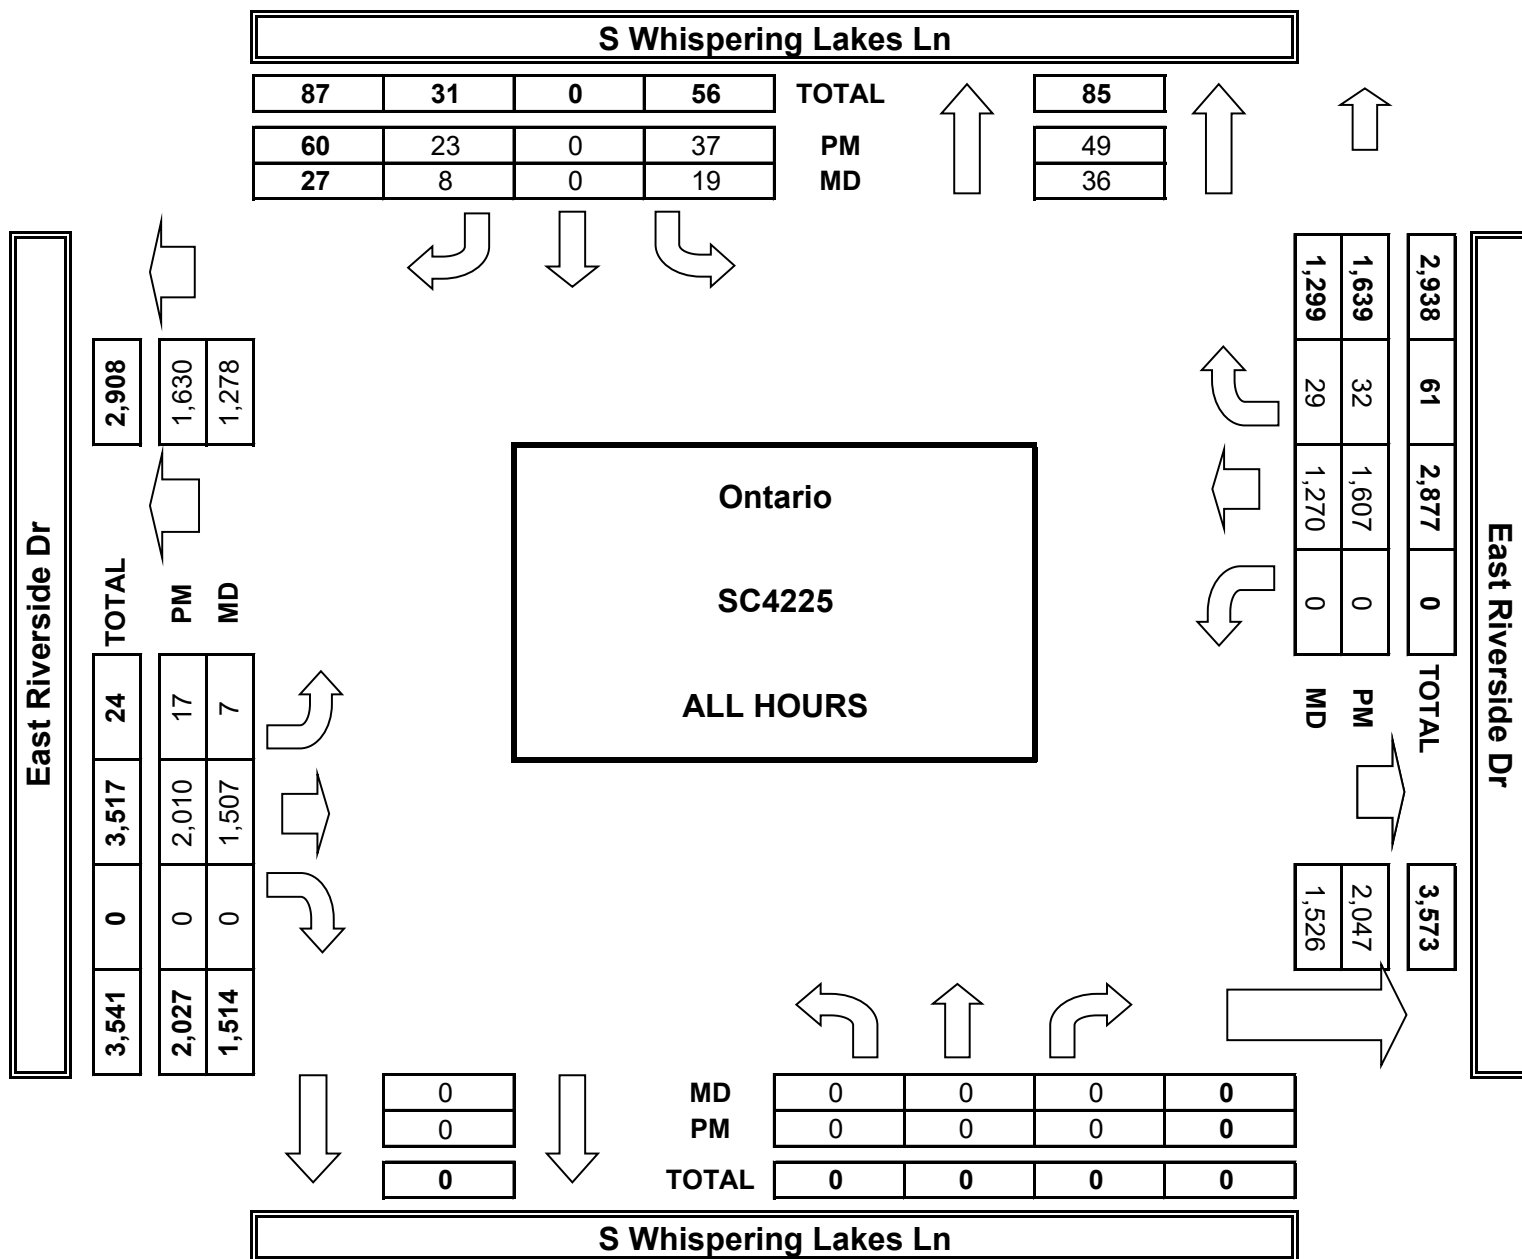 S Whispering Lakes Ln
87 31 0 56 TOTAL 85
60 23 0 37 PM 49
27 8 0 19 MD 36
East Riverside Dr
2,908 1,630 1,278
TOTAL PM MD
24 17 7
3,517 2,010 1,507
0 0 0
3,541 2,027 1,514
Ontario
SC4225
ALL HOURS
1,299 1,639 2,938
29 32 61
1,270 1,607 2,877
0 0 0
MD PM TOTAL
1,526 2,047 3,573
East Riverside Dr
0 MD 0 0 0 0
0 PM 0 0 0 0
0 TOTAL 0 0 0 0
S Whispering Lakes Ln